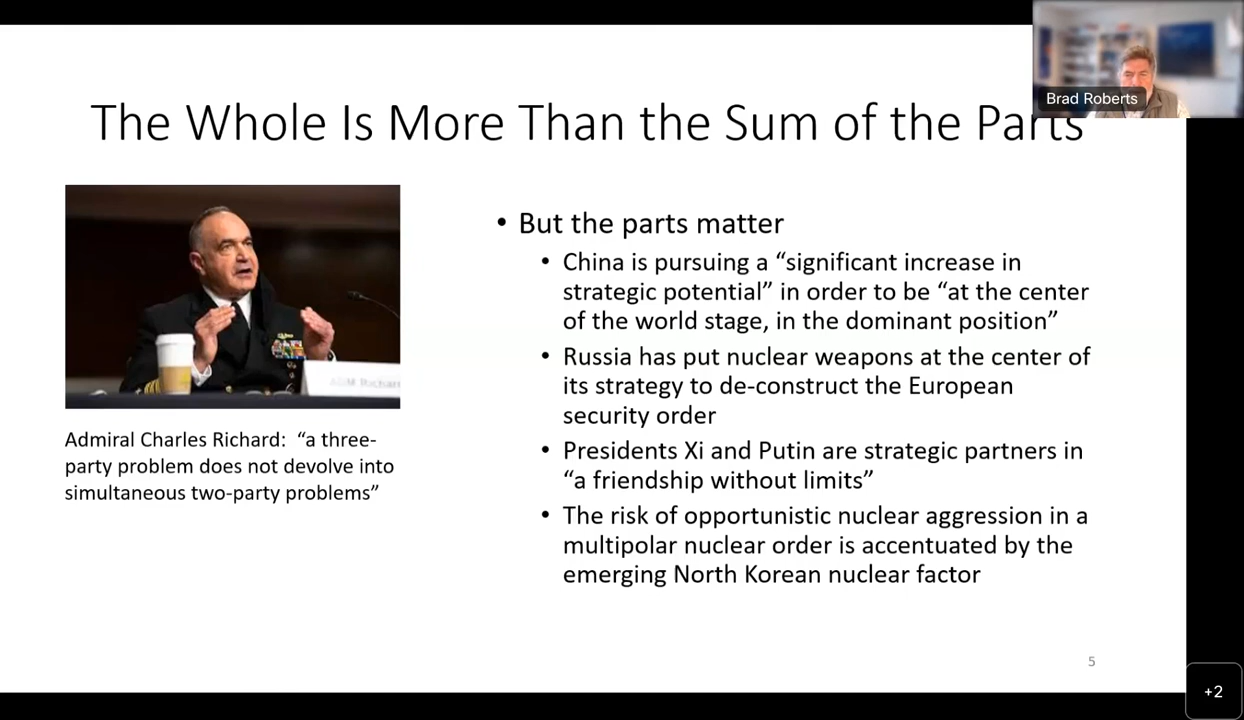 Brad Roberts
The Whole Is More Than the Sum of the Parts
• But the parts matter
• China is pursuing a “significant increase in
strategic potential” in order to be “at the center
of the world stage, in the dominant position”
• Russia has put nuclear weapons at the center of
its strategy to de-construct the European
security order
• Presidents Xi and Putin are strategic partners in
“a friendship without limits”
• The risk of opportunistic nuclear aggression in a
multipolar nuclear order is accentuated by the
emerging North Korean nuclear factor
ADM Richard
Admiral Charles Richard:  “a three-
party problem does not devolve into
simultaneous two-party problems”
5
+2